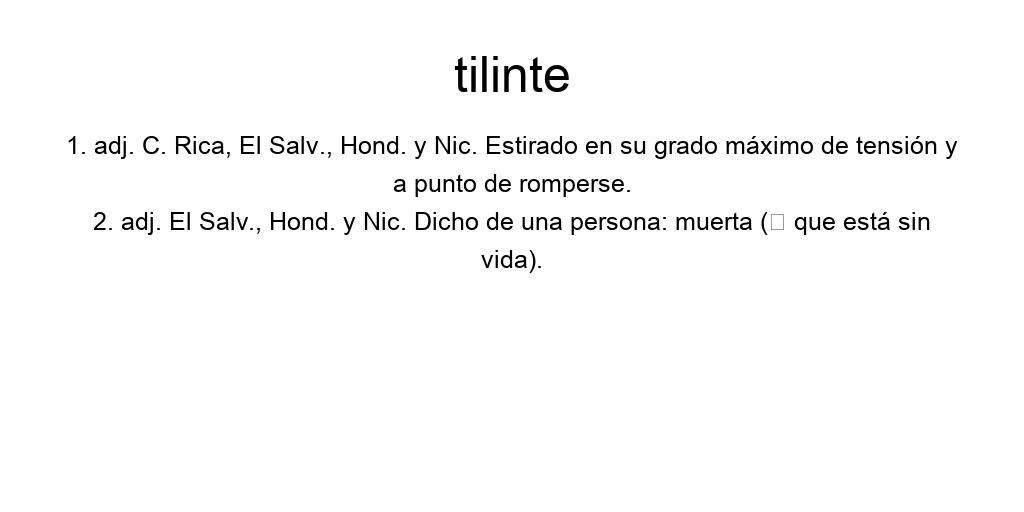 tilinte
1. adj. C. Rica, El Salv., Hond. y Nic. Estirado en su grado máximo de tensión y
a punto de romperse.
2. adj. El Salv., Hond. y Nic. Dicho de una persona: muerta (□ que está sin
vida).